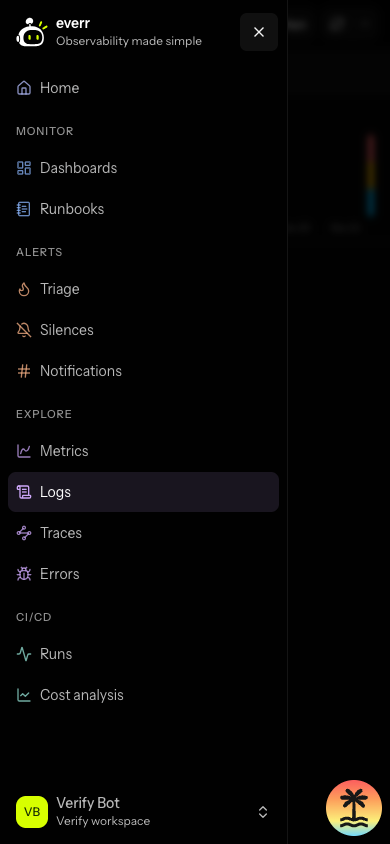 everr
Observability made simple
Home
MONITOR
Dashboards
Runbooks
ALERTS
Triage
Silences
Notifications
EXPLORE
Metrics
Logs
Traces
Errors
CI/CD
Runs
Cost analysis
VB
Verify Bot
Verify workspace